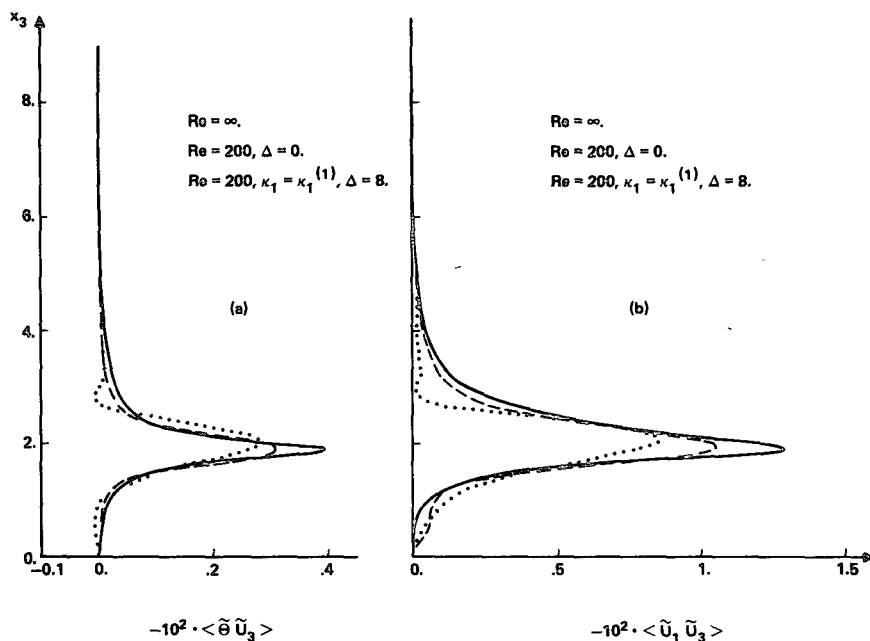 x₃
8.
6.
4.
2.
0.
Re = ∞.
Re = 200, Δ = 0.
Re = 200, κ₁ = κ₁⁽¹⁾, Δ = 8.
(a)
−0.1 0. .2 .4
−10² · < Θ̃ Ũ₃ >
Re = ∞.
Re = 200, Δ = 0.
Re = 200, κ₁ = κ₁⁽¹⁾, Δ = 8.
(b)
0. .5 1. 1.5
−10² · < Ũ₁ Ũ₃ >